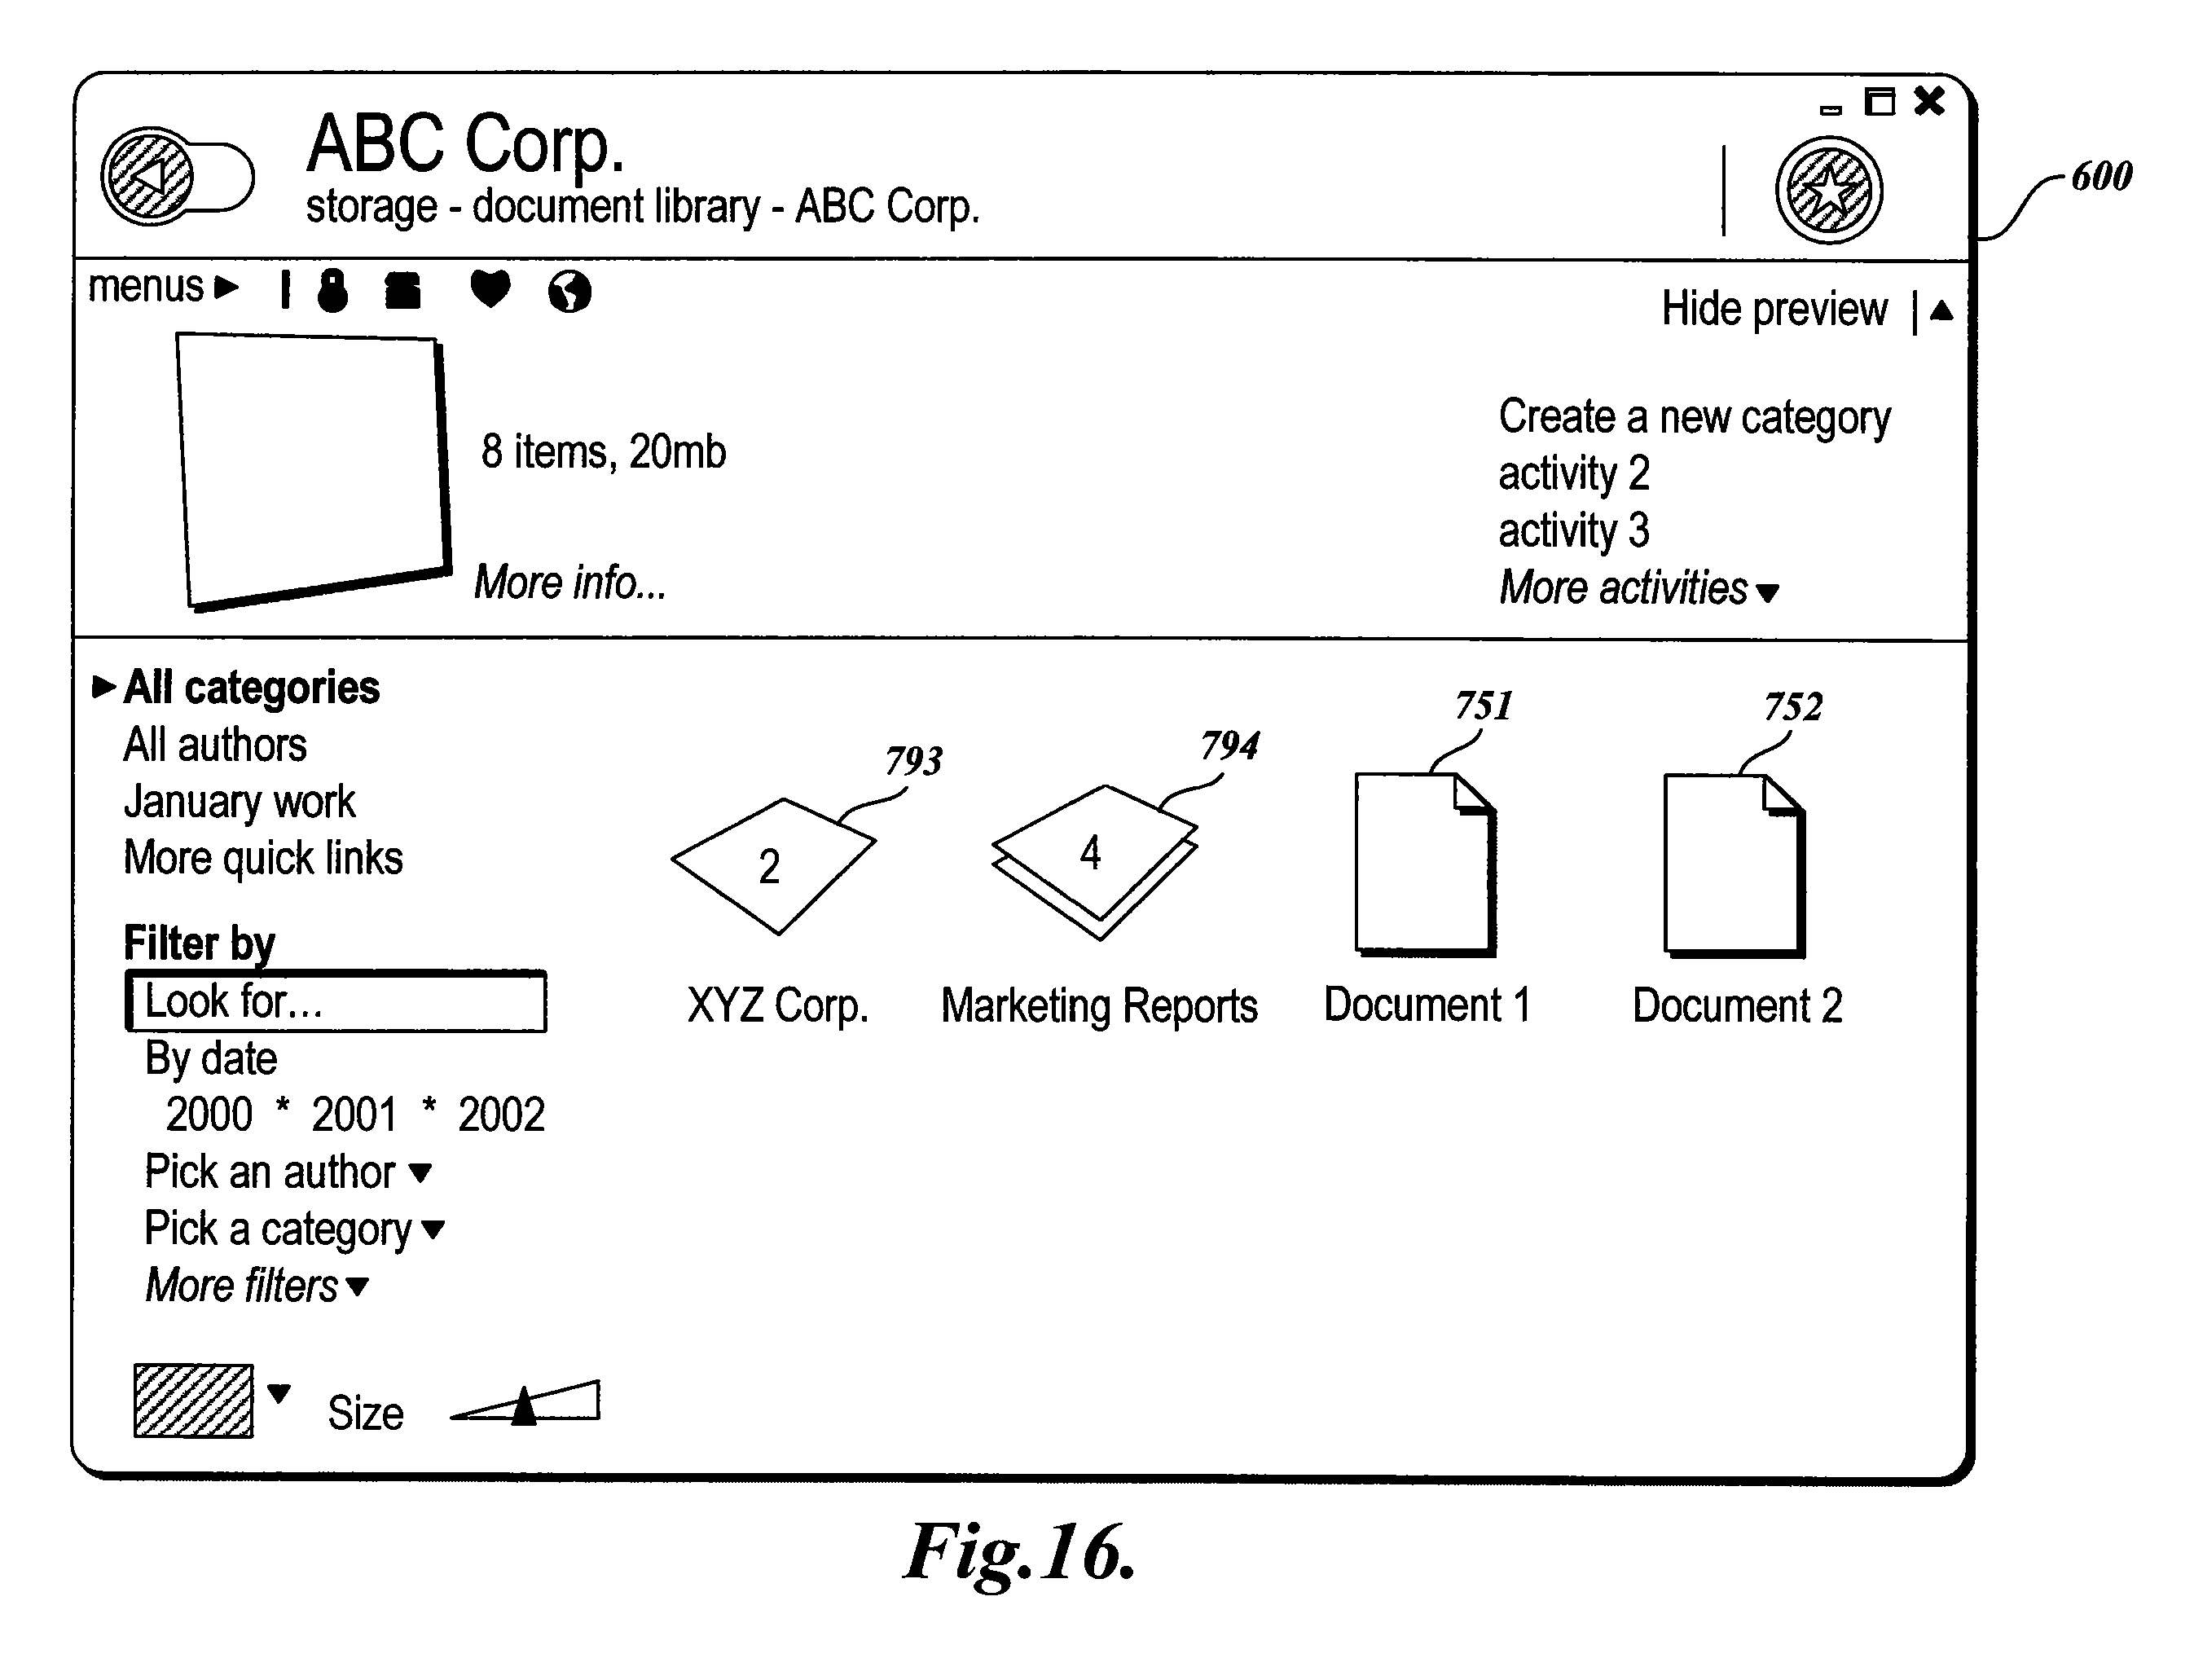 ABC Corp.
storage - document library - ABC Corp.
600
menus
Hide preview
8 items, 20mb
More info...
Create a new category
activity 2
activity 3
More activities
All categories
All authors
January work
More quick links
Filter by
Look for...
By date
2000 * 2001 * 2002
Pick an author
Pick a category
More filters
Size
793
794
751
752
2
4
XYZ Corp.
Marketing Reports
Document 1
Document 2
Fig.16.